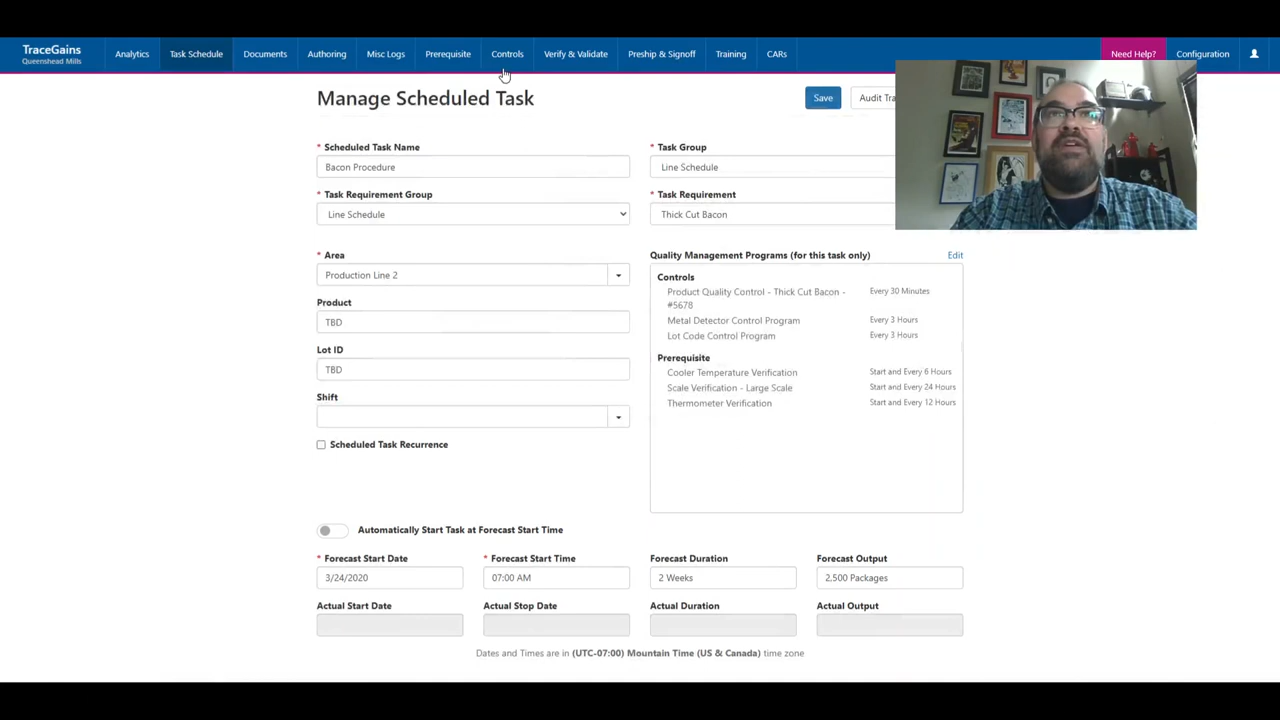 TraceGains
Queenshead Mills
Analytics
Task Schedule
Documents
Authoring
Misc Logs
Prerequisite
Controls
Verify & Validate
Preship & Signoff
Training
CARs
Need Help?
Configuration
Manage Scheduled Task
Save
Audit Tra
* Scheduled Task Name
Bacon Procedure
* Task Group
Line Schedule
* Task Requirement Group
Line Schedule
* Task Requirement
Thick Cut Bacon
* Area
Production Line 2
Product
TBD
Lot ID
TBD
Shift
Scheduled Task Recurrence
Quality Management Programs (for this task only)
Edit
Controls
Product Quality Control - Thick Cut Bacon - Every 30 Minutes
#5678
Metal Detector Control Program Every 3 Hours
Lot Code Control Program Every 3 Hours
Prerequisite
Cooler Temperature Verification Start and Every 6 Hours
Scale Verification - Large Scale Start and Every 24 Hours
Thermometer Verification Start and Every 12 Hours
Automatically Start Task at Forecast Start Time
* Forecast Start Date
3/24/2020
* Forecast Start Time
07:00 AM
Forecast Duration
2 Weeks
Forecast Output
2,500 Packages
Actual Start Date
Actual Stop Date
Actual Duration
Actual Output
Dates and Times are in (UTC-07:00) Mountain Time (US & Canada) time zone